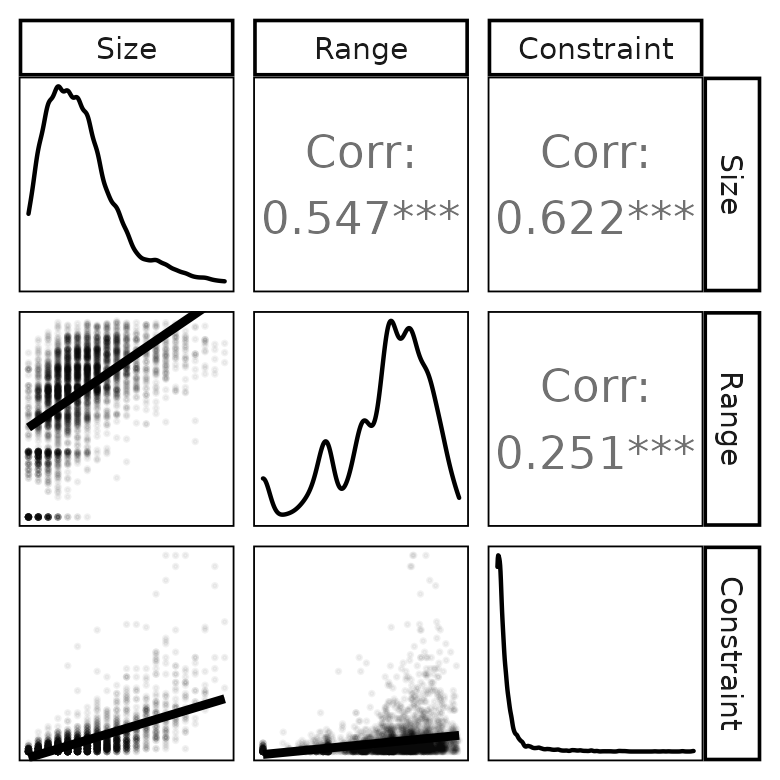 Size
Range
Constraint
Corr:
0.547***
Corr:
0.622***
Size
Corr:
0.251***
Range
Constraint